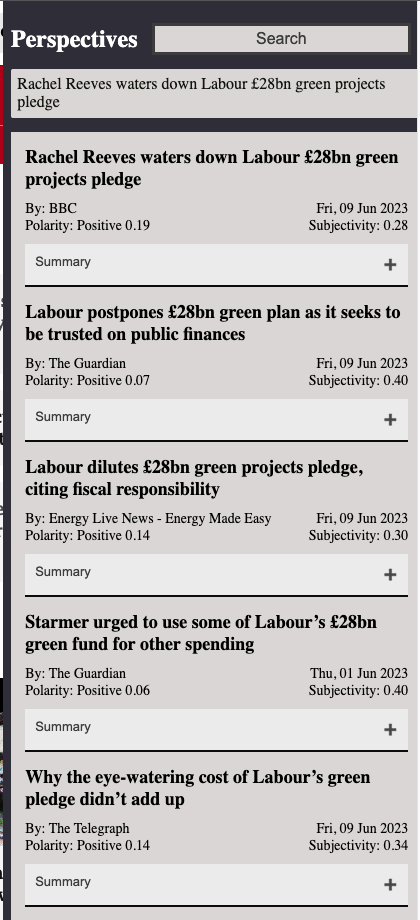 Perspectives
Search
Rachel Reeves waters down Labour £28bn green projects
pledge
Rachel Reeves waters down Labour £28bn green
projects pledge
By: BBC Fri, 09 Jun 2023
Polarity: Positive 0.19 Subjectivity: 0.28
Summary +
Labour postpones £28bn green plan as it seeks to
be trusted on public finances
By: The Guardian Fri, 09 Jun 2023
Polarity: Positive 0.07 Subjectivity: 0.40
Summary +
Labour dilutes £28bn green projects pledge,
citing fiscal responsibility
By: Energy Live News - Energy Made Easy Fri, 09 Jun 2023
Polarity: Positive 0.14 Subjectivity: 0.30
Summary +
Starmer urged to use some of Labour’s £28bn
green fund for other spending
By: The Guardian Thu, 01 Jun 2023
Polarity: Positive 0.06 Subjectivity: 0.40
Summary +
Why the eye-watering cost of Labour’s green
pledge didn’t add up
By: The Telegraph Fri, 09 Jun 2023
Polarity: Positive 0.14 Subjectivity: 0.34
Summary +